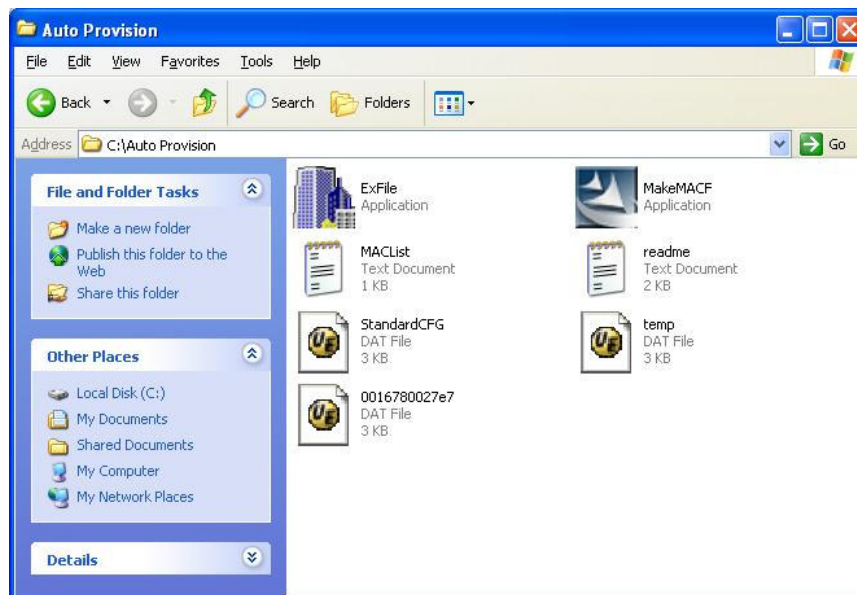 Auto Provision
File Edit View Favorites Tools Help
Back Search Folders
Address C:\Auto Provision Go
File and Folder Tasks
Make a new folder
Publish this folder to the
Web
Share this folder
Other Places
Local Disk (C:)
My Documents
Shared Documents
My Computer
My Network Places
Details
ExFile
Application
MakeMACF
Application
MACList
Text Document
1 KB
readme
Text Document
2 KB
StandardCFG
DAT File
3 KB
temp
DAT File
3 KB
0016780027e7
DAT File
3 KB